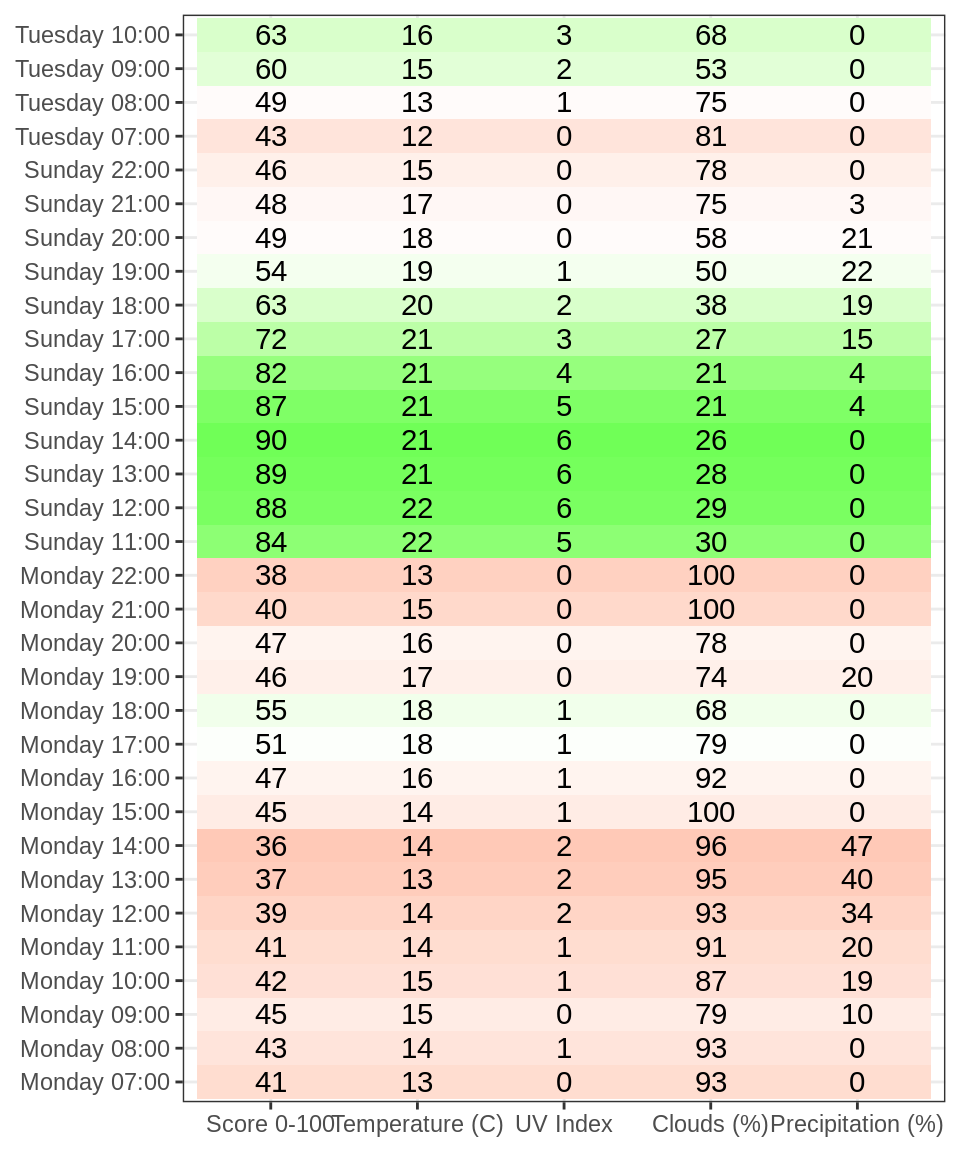 Tuesday 10:00 63 16 3 68 0
Tuesday 09:00 60 15 2 53 0
Tuesday 08:00 49 13 1 75 0
Tuesday 07:00 43 12 0 81 0
Sunday 22:00 46 15 0 78 0
Sunday 21:00 48 17 0 75 3
Sunday 20:00 49 18 0 58 21
Sunday 19:00 54 19 1 50 22
Sunday 18:00 63 20 2 38 19
Sunday 17:00 72 21 3 27 15
Sunday 16:00 82 21 4 21 4
Sunday 15:00 87 21 5 21 4
Sunday 14:00 90 21 6 26 0
Sunday 13:00 89 21 6 28 0
Sunday 12:00 88 22 6 29 0
Sunday 11:00 84 22 5 30 0
Monday 22:00 38 13 0 100 0
Monday 21:00 40 15 0 100 0
Monday 20:00 47 16 0 78 0
Monday 19:00 46 17 0 74 20
Monday 18:00 55 18 1 68 0
Monday 17:00 51 18 1 79 0
Monday 16:00 47 16 1 92 0
Monday 15:00 45 14 1 100 0
Monday 14:00 36 14 2 96 47
Monday 13:00 37 13 2 95 40
Monday 12:00 39 14 2 93 34
Monday 11:00 41 14 1 91 20
Monday 10:00 42 15 1 87 19
Monday 09:00 45 15 0 79 10
Monday 08:00 43 14 1 93 0
Monday 07:00 41 13 0 93 0
Score 0-100 Temperature (C) UV Index Clouds (%) Precipitation (%)